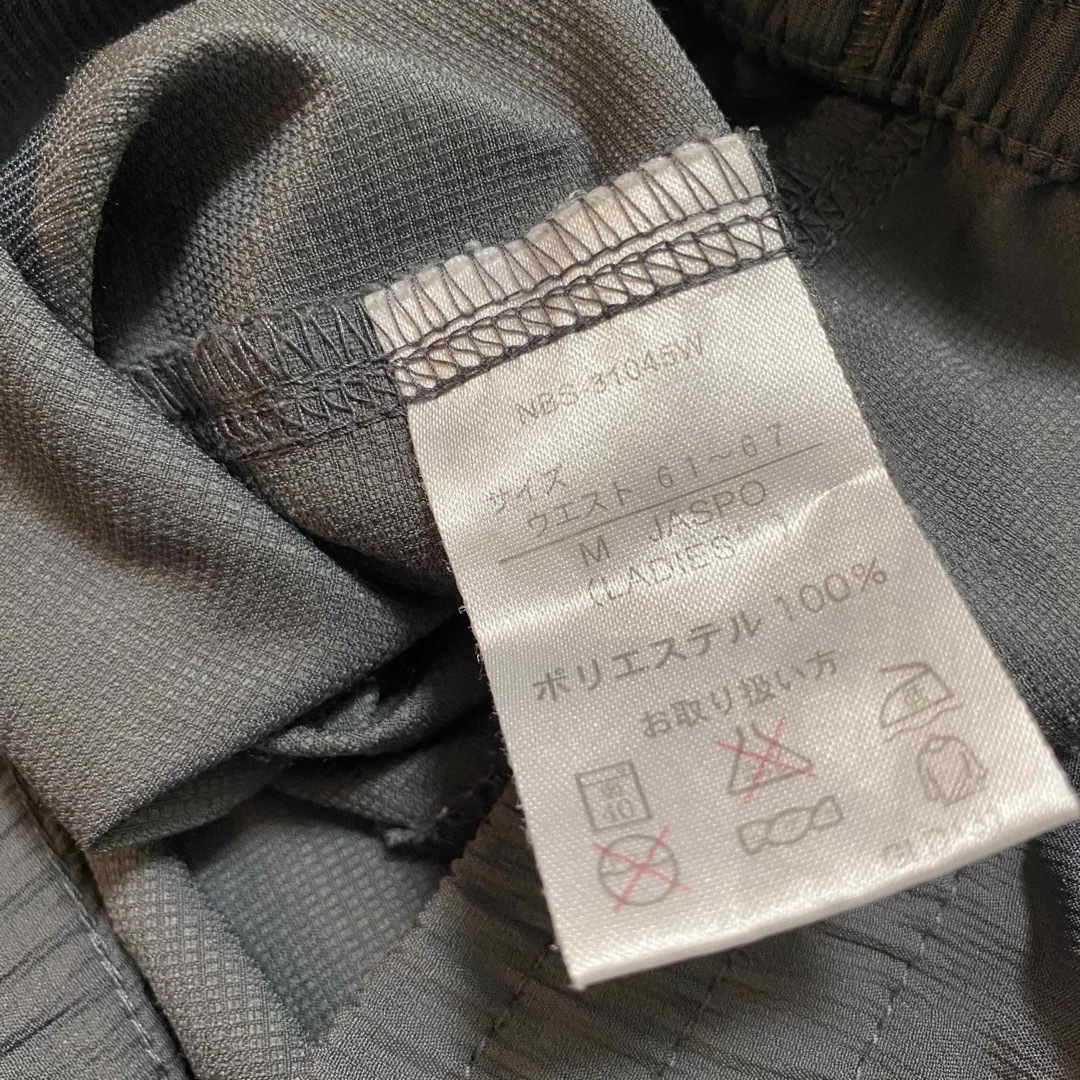 NBS-31045W
サイズ
ウエスト 61～67
M JASPO
(LADIES
ポリエステル 100%
お取り扱い方
40